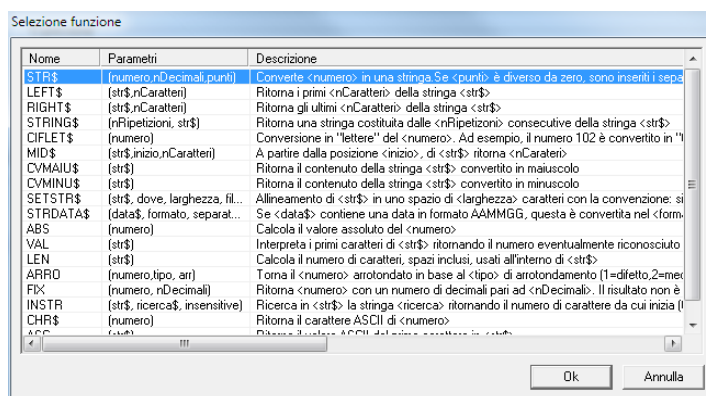 Selezione funzione
Nome Parametri Descrizione
STR$ (numero,nDecimali,punti) Converte <numero> in una stringa.Se <punti> è diverso da zero, sono inseriti i sepa
LEFT$ (str$,nCaratteri) Ritorna i primi <nCaratteri> della stringa <str$>
RIGHT$ (str$,nCaratteri) Ritorna gli ultimi <nCaratteri> della stringa <str$>
STRING$ (nRipetizioni, str$) Ritorna una stringa costituita dalle <nRipetizoni> consecutive della stringa <str$>
CIFLET$ (numero) Conversione in "lettere" del <numero>. Ad esempio, il numero 102 è convertito in "
MID$ (str$,inizio,nCaratteri) A partire dalla posizione <inizio>, di <str$> ritorna <nCarateri>
CVMAIU$ (str$) Ritorna il contenuto della stringa <str$> convertito in maiuscolo
CVMINU$ (str$) Ritorna il contenuto della stringa <str$> convertito in minuscolo
SETSTR$ (str$, dove, larghezza, fil... Allineamento di <str$> in uno spazio di <larghezza> caratteri con la convenzione: si
STRDATA$ (data$, formato, separat... Se <data$> contiene una data in formato AAMMGG, questa è convertita nel <form
ABS (numero) Calcola il valore assoluto del <numero>
VAL (str$) Interpreta i primi caratteri di <str$> ritornando il numero eventualmente riconosciuto
LEN (str$) Calcola il numero di caratteri, spazi inclusi, usati all'interno di <str$>
ARRO (numero,tipo, arr) Torna il <numero> arrotondato in base al <tipo> di arrotondamento (1=difetto,2=med
FIX (numero, nDecimali) Ritorna <numero> con un numero di decimali pari ad <nDecimali>. Il risultato non è
INSTR (str$, ricerca$, insensitive) Ricerca in <str$> la stringa <ricerca> ritornando il numero di carattere da cui inizia (
CHR$ (numero) Ritorna il carattere ASCII di <numero>
Ok Annulla